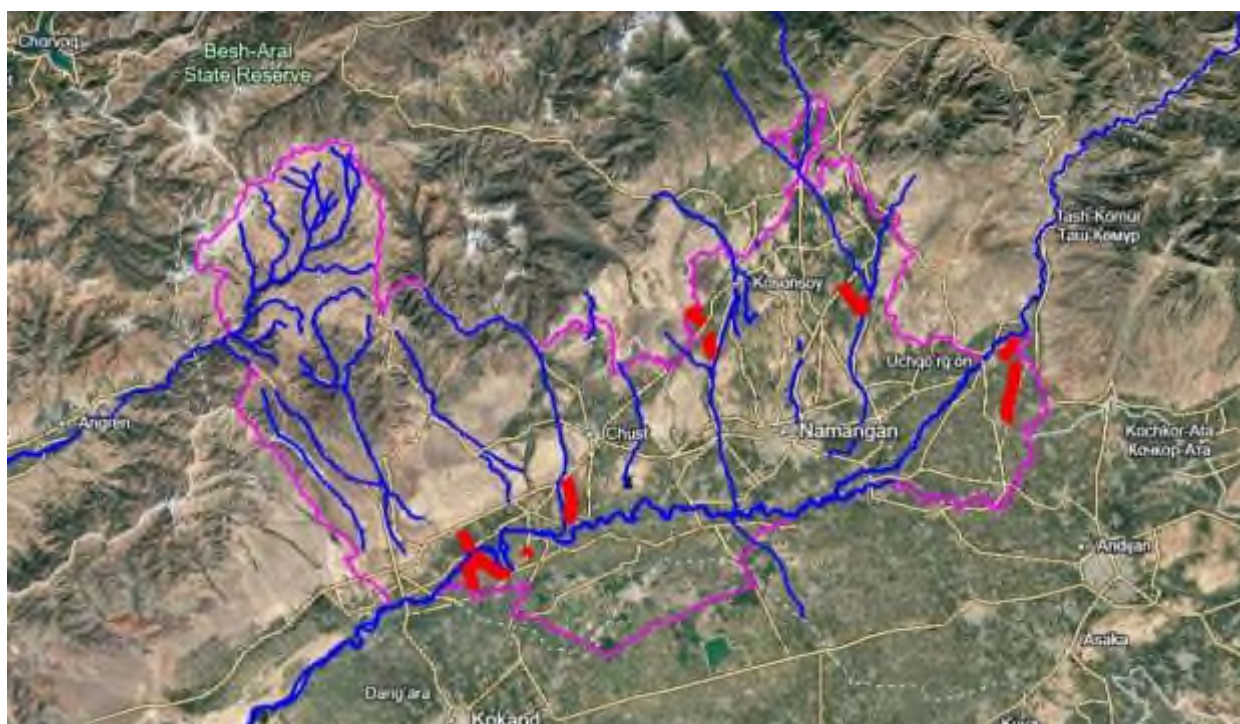 Chorvoq
Besh-Aral
State Reserve
Tash-Komur
Таш-Көмүр
Kosonsoy
Uchqo'rg'on
Angren
Chust
Namangan
Kochkor-Ata
Кочкор-Ата
Andijan
Asaka
Dang'ara
Kokand